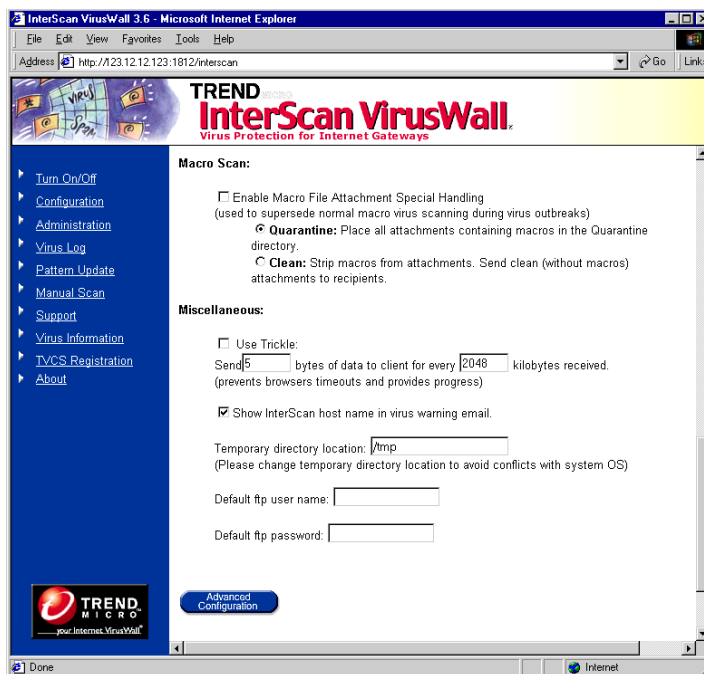 InterScan VirusWall 3.6 - Microsoft Internet Explorer
File Edit View Favorites Tools Help
Address http://123.12.12.123:1812/interscan Go Links
VIRUS
Spam
TREND MICRO
InterScan VirusWall
Virus Protection for Internet Gateways
Turn On/Off
Configuration
Administration
Virus Log
Pattern Update
Manual Scan
Support
Virus Information
TVCS Registration
About
TREND MICRO
your Internet VirusWall
Macro Scan:
Enable Macro File Attachment Special Handling
(used to supersede normal macro virus scanning during virus outbreaks)
Quarantine: Place all attachments containing macros in the Quarantine
directory.
Clean: Strip macros from attachments. Send clean (without macros)
attachments to recipients.
Miscellaneous:
Use Trickle:
Send 5 bytes of data to client for every 2048 kilobytes received.
(prevents browsers timeouts and provides progress)
Show InterScan host name in virus warning email.
Temporary directory location: /tmp
(Please change temporary directory location to avoid conflicts with system OS)
Default ftp user name:
Default ftp password:
Advanced
Configuration
Done Internet